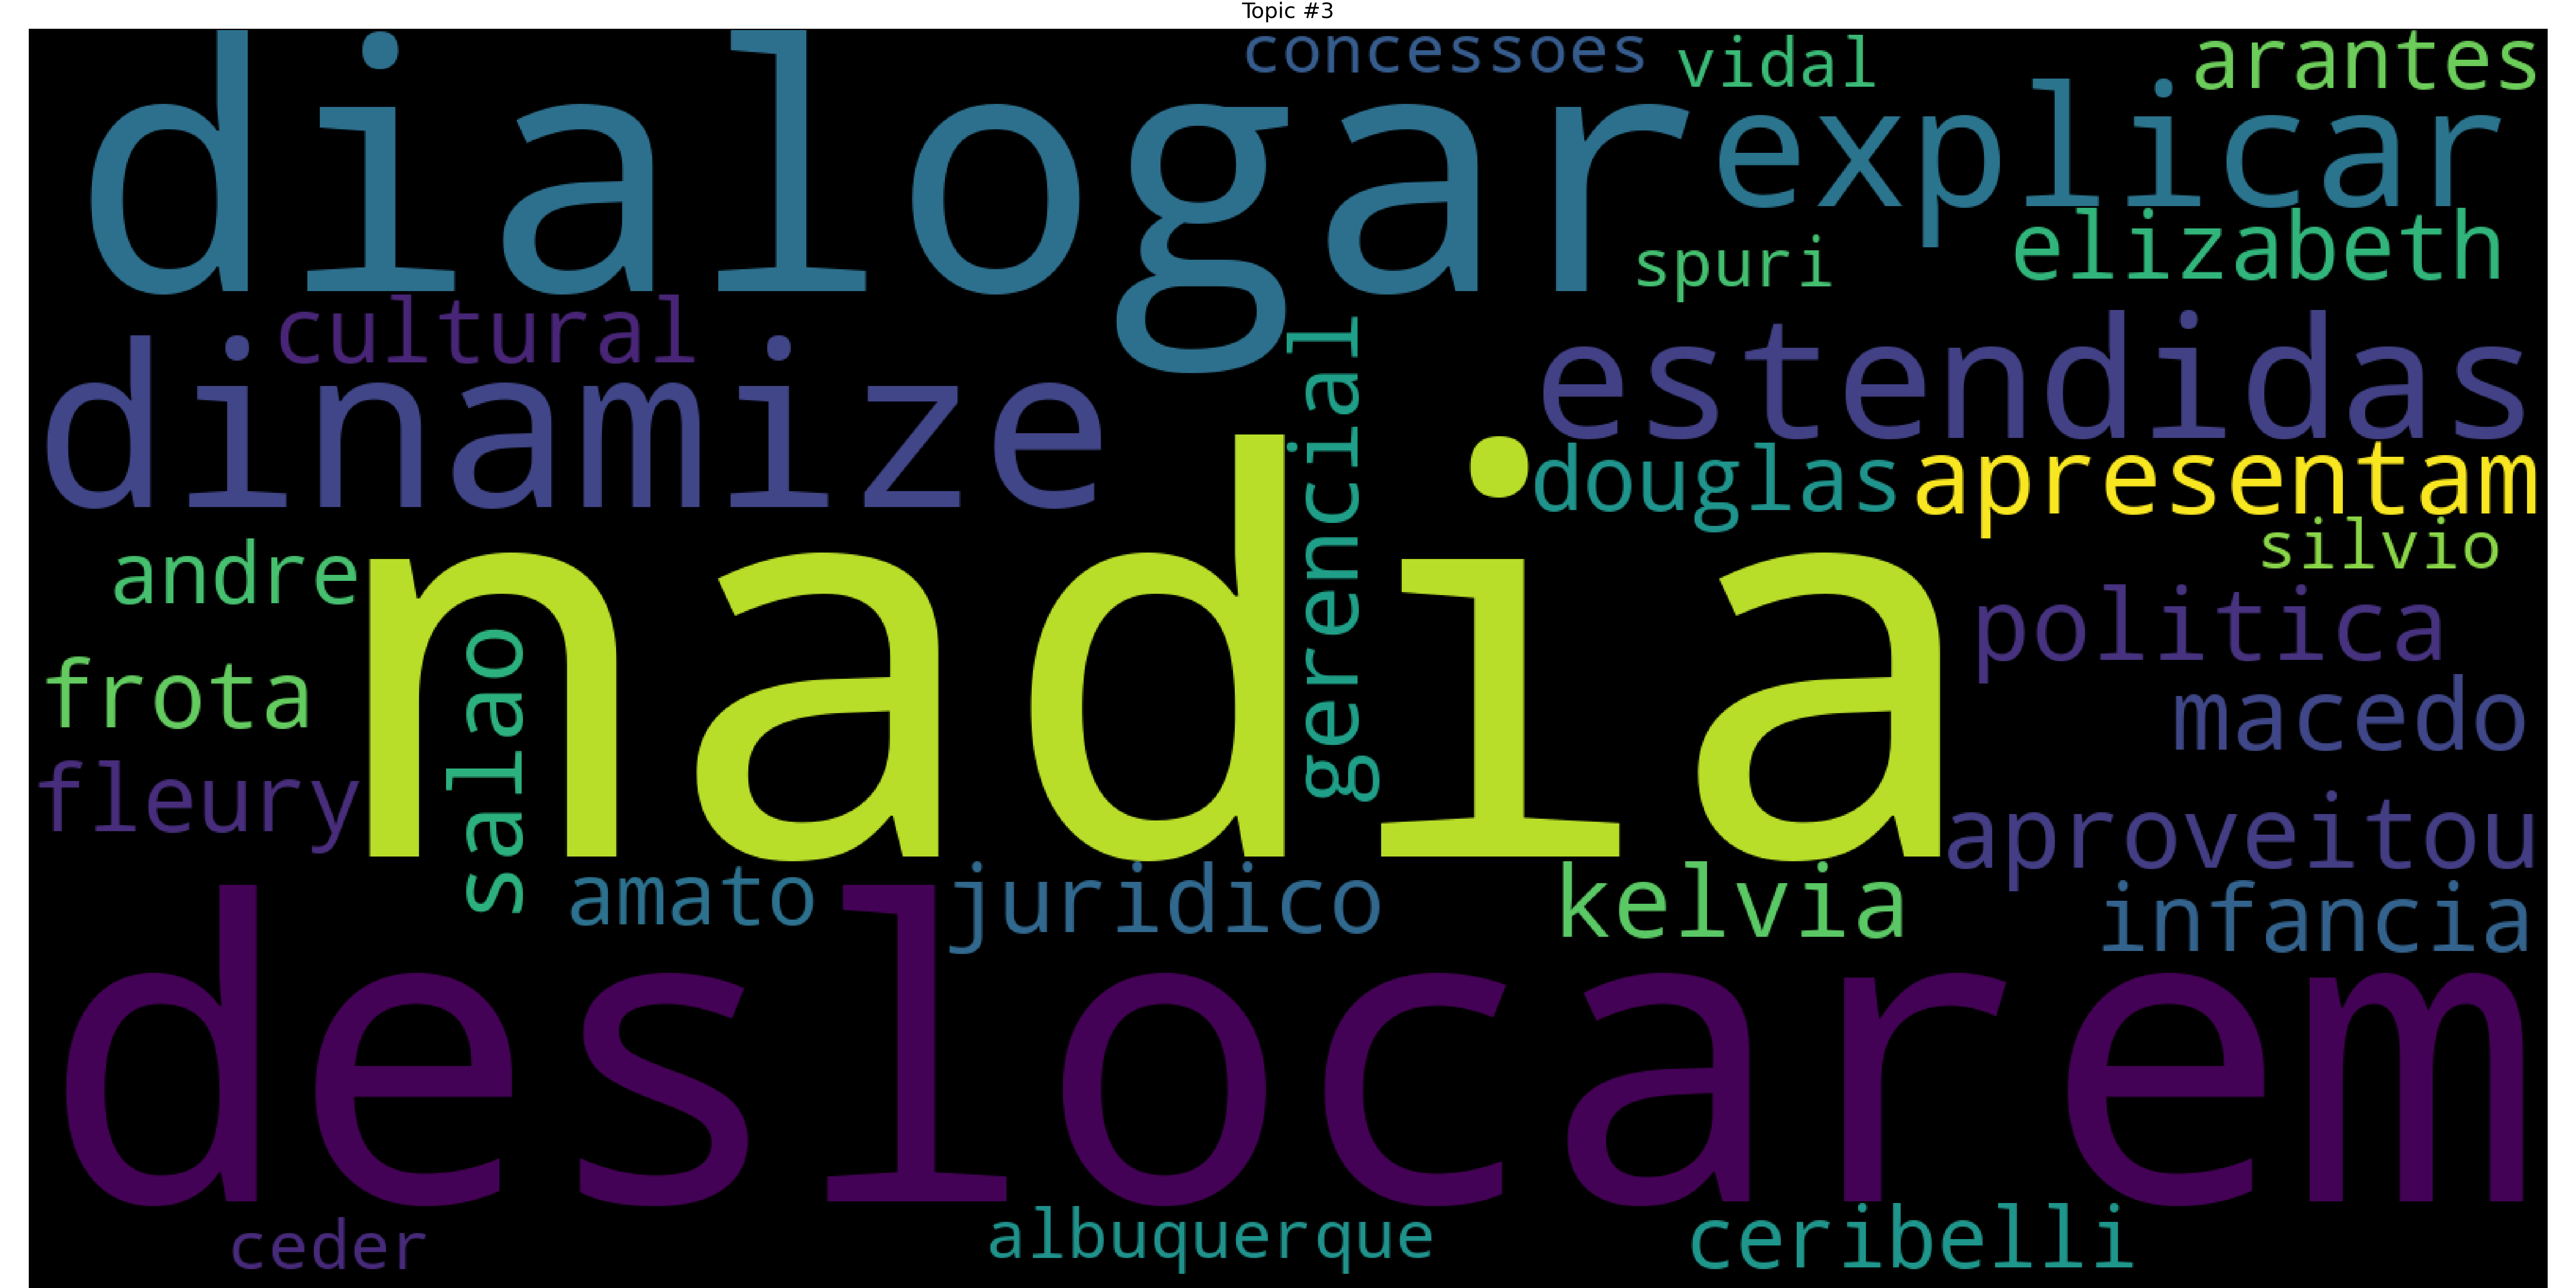 Topic #3
concessoes
vidal
arantes
dialogar
explicar
spuri
elizabeth
cultural
dinamize
gerencial
estendidas
douglas
apresentam
silvio
andre
nadia
politica
salao
frota
macedo
fleury
aproveitou
amato
juridico
kelvia
infancia
deslocarem
ceder
albuquerque
ceribelli